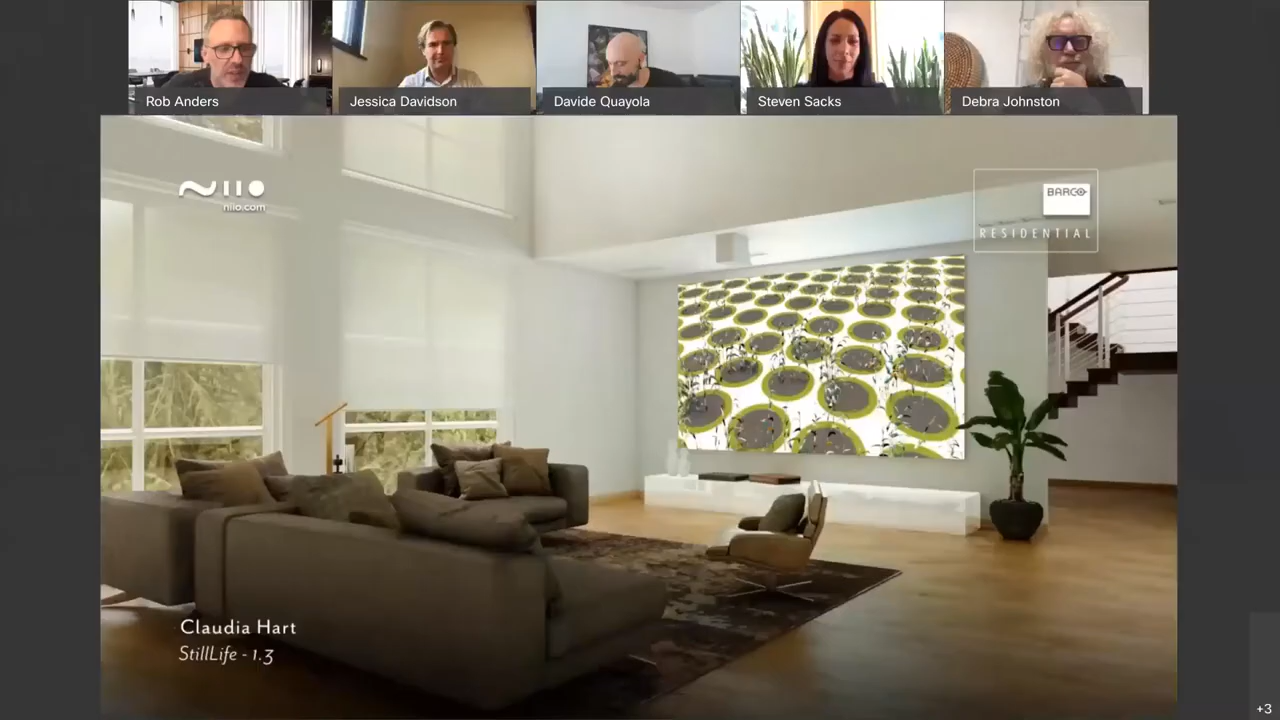 Rob Anders
Jessica Davidson
Davide Quayola
Steven Sacks
Debra Johnston
niio.com
BARCO
RESIDENTIAL
Claudia Hart
StillLife - 1.3
+3